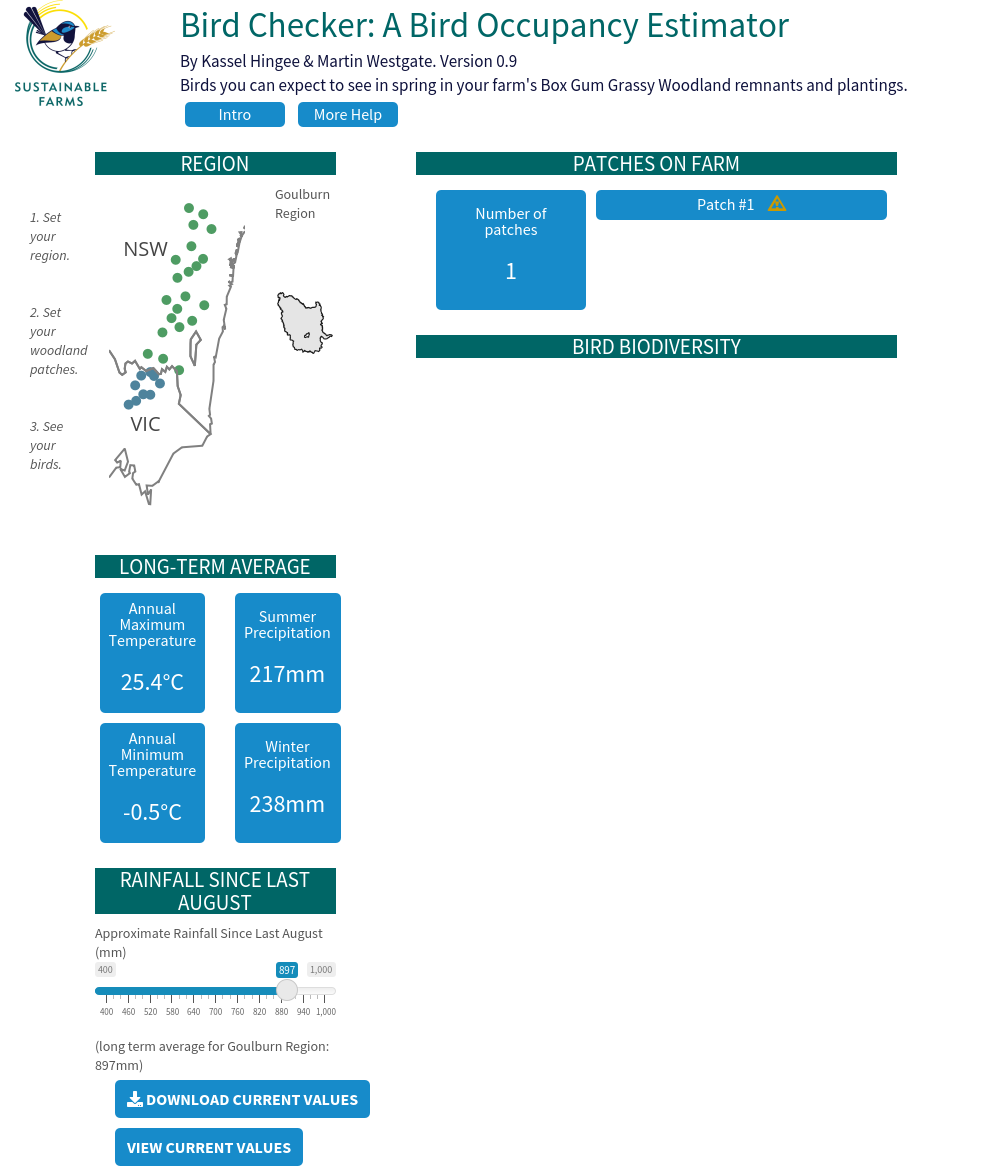 SUSTAINABLE
FARMS
Bird Checker: A Bird Occupancy Estimator
By Kassel Hingee & Martin Westgate. Version 0.9
Birds you can expect to see in spring in your farm's Box Gum Grassy Woodland remnants and plantings.
Intro
More Help
REGION
1. Set
your
region.
2. Set
your
woodland
patches.
3. See
your
birds.
NSW
VIC
Goulburn
Region
PATCHES ON FARM
Number of
patches
1
Patch #1
BIRD BIODIVERSITY
LONG-TERM AVERAGE
Annual
Maximum
Temperature
25.4°C
Summer
Precipitation
217mm
Annual
Minimum
Temperature
-0.5°C
Winter
Precipitation
238mm
RAINFALL SINCE LAST
AUGUST
Approximate Rainfall Since Last August
(mm)
400 897 1,000
400 460 520 580 640 700 760 820 880 940 1,000
(long term average for Goulburn Region:
897mm)
DOWNLOAD CURRENT VALUES
VIEW CURRENT VALUES